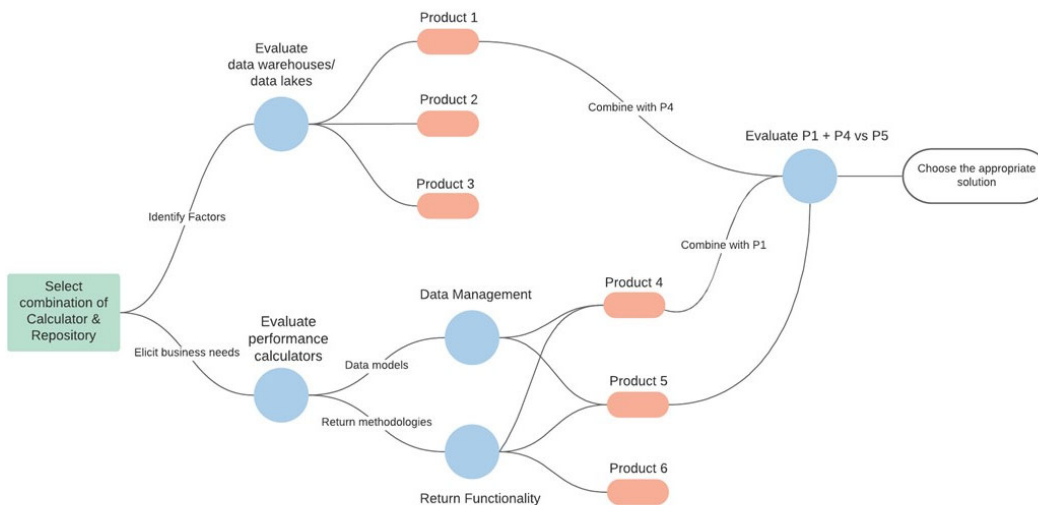 Product 1
Evaluate
data warehouses/
data lakes
Product 2
Combine with P4
Evaluate P1 + P4 vs P5
Choose the appropriate
solution
Product 3
Identify Factors
Combine with P1
Select
combination of
Calculator &
Repository
Product 4
Data Management
Evaluate
performance
calculators
Elicit business needs
Data models
Product 5
Return methodologies
Product 6
Return Functionality